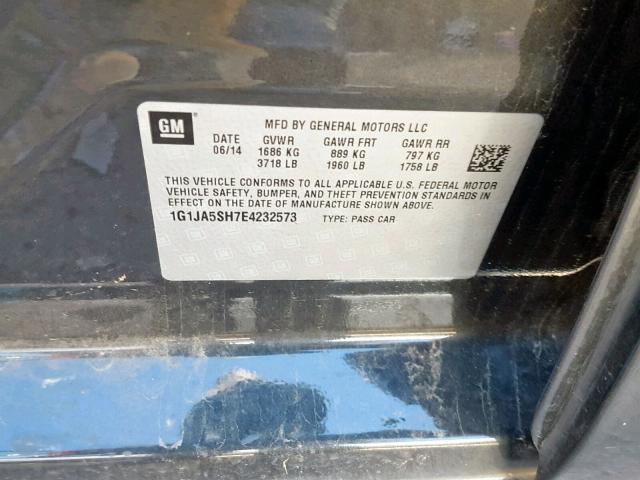 GM
MFD BY GENERAL MOTORS LLC
DATE GVWR GAWR FRT GAWR RR
06/14 1686 KG 889 KG 797 KG
3718 LB 1960 LB 1758 LB
THIS VEHICLE CONFORMS TO ALL APPLICABLE U.S. FEDERAL MOTOR
VEHICLE SAFETY, BUMPER, AND THEFT PREVENTION STANDARDS IN
EFFECT ON THE DATE OF MANUFACTURE SHOWN ABOVE.
1G1JA5SH7E4232573 TYPE: PASS CAR